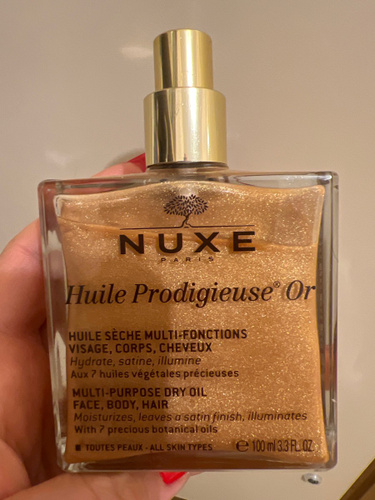 NUXE
PARIS
Huile Prodigieuse® Or
HUILE SÈCHE MULTI-FONCTIONS
VISAGE, CORPS, CHEVEUX
Hydrate, satine, illumine
Aux 7 huiles végétales précieuses
MULTI-PURPOSE DRY OIL
FACE, BODY, HAIR
Moisturizes, leaves a satin finish, illuminates
With 7 precious botanical oils
■ TOUTES PEAUX - ALL SKIN TYPES ℮ 100 ml 3.3 FL. OZ